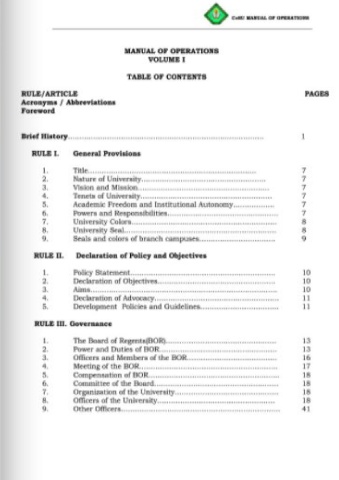 CoSU MANUAL OF OPERATIONS
MANUAL OF OPERATIONS
VOLUME I
TABLE OF CONTENTS
RULE/ARTICLE PAGES
Acronyms / Abbreviations
Foreword
Brief History 1
RULE I. General Provisions
1. Title 7
2. Nature of University 7
3. Vision and Mission 7
4. Tenets of University 7
5. Academic Freedom and Institutional Autonomy 7
6. Powers and Responsibilities 7
7. University Colors 8
8. University Seal 8
9. Seals and colors of branch campuses 9
RULE II. Declaration of Policy and Objectives
1. Policy Statement 10
2. Declaration of Objectives 10
3. Aims 10
4. Declaration of Advocacy 11
5. Development Policies and Guidelines 11
RULE III. Governance
1. The Board of Regents(BOR) 13
2. Power and Duties of BOR 13
3. Officers and Members of the BOR 16
4. Meeting of the BOR 17
5. Compensation of BOR 18
6. Committee of the Board 18
7. Organization of the University 18
8. Officers of the University 18
9. Other Officers 41